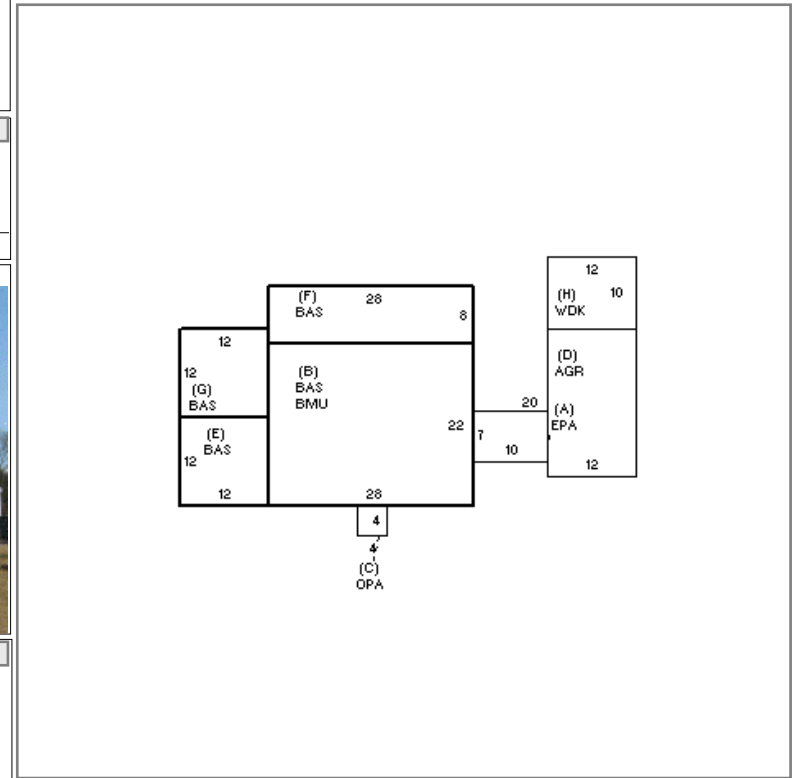 12
(H)
10
WDK
(F)
28
BAS
8
12
12
(G)
BAS
(B)
BAS
BMU
22
(D)
AGR
20
(A)
EPA
7
10
12
(E)
BAS
12
12
28
4
4
(C)
OPA